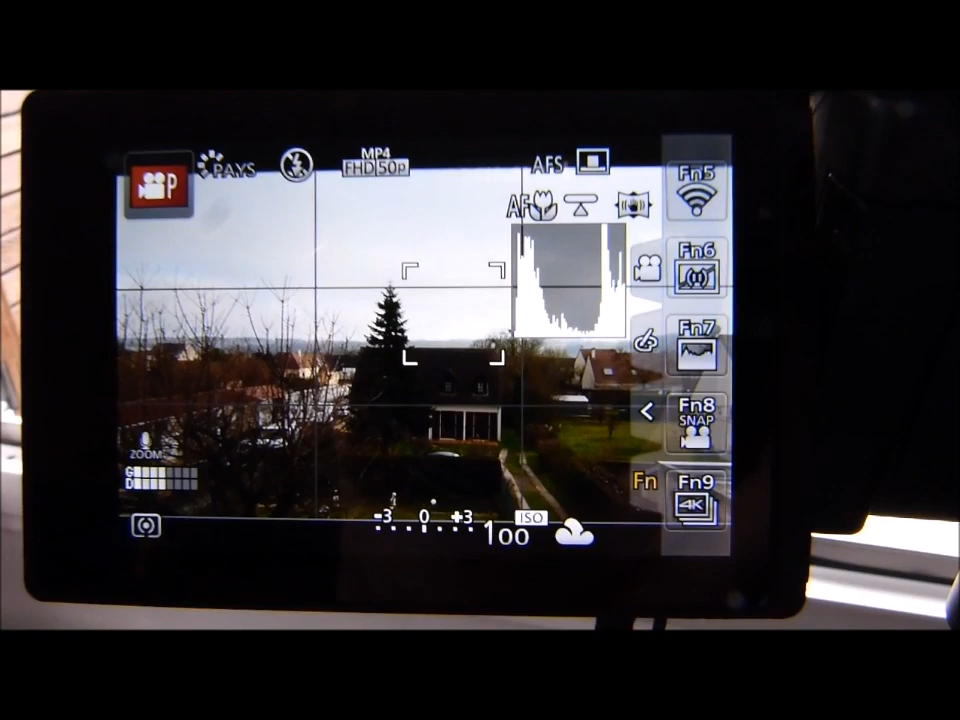 P
PAYS
MP4
FHD 50p
AFS
AF
Fn5
Fn6
Fn7
Fn8
SNAP
Fn
Fn9
4K
ZOOM
G
D
-3 0 +3
ISO
100